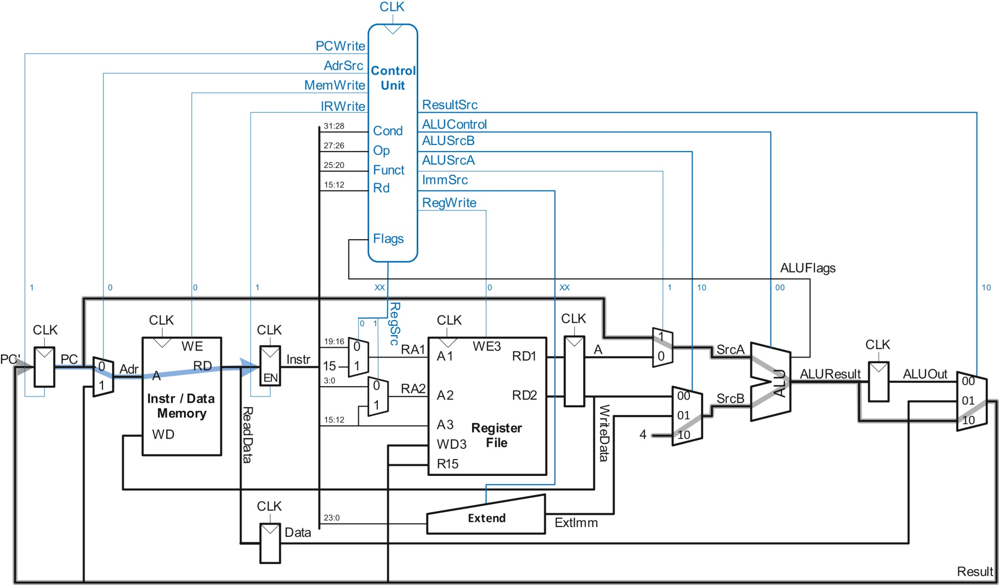 CLK
PCWrite
AdrSrc
MemWrite
IRWrite
Control
Unit
ResultSrc
ALUControl
ALUSrcB
ALUSrcA
ImmSrc
RegWrite
31:28 Cond
27:26 Op
25:20 Funct
15:12 Rd
Flags
ALUFlags
1 0 0 1 XX 0 XX 1 10 00 10
RegSrc
0 1
CLK
CLK
CLK
CLK
CLK
CLK
PC'
PC
0
1
Adr
WE
A
RD
Instr / Data
Memory
WD
EN
Instr
ReadData
19:16
15
3:0
15:12
0
1
0
1
RA1
RA2
A1
WE3
RD1
A2
RD2
A3
Register
File
WD3
R15
A
WriteData
1
0
00
01
10
4
SrcA
SrcB
ALU
ALUResult
ALUOut
00
01
10
CLK
Data
23:0
Extend
ExtImm
Result